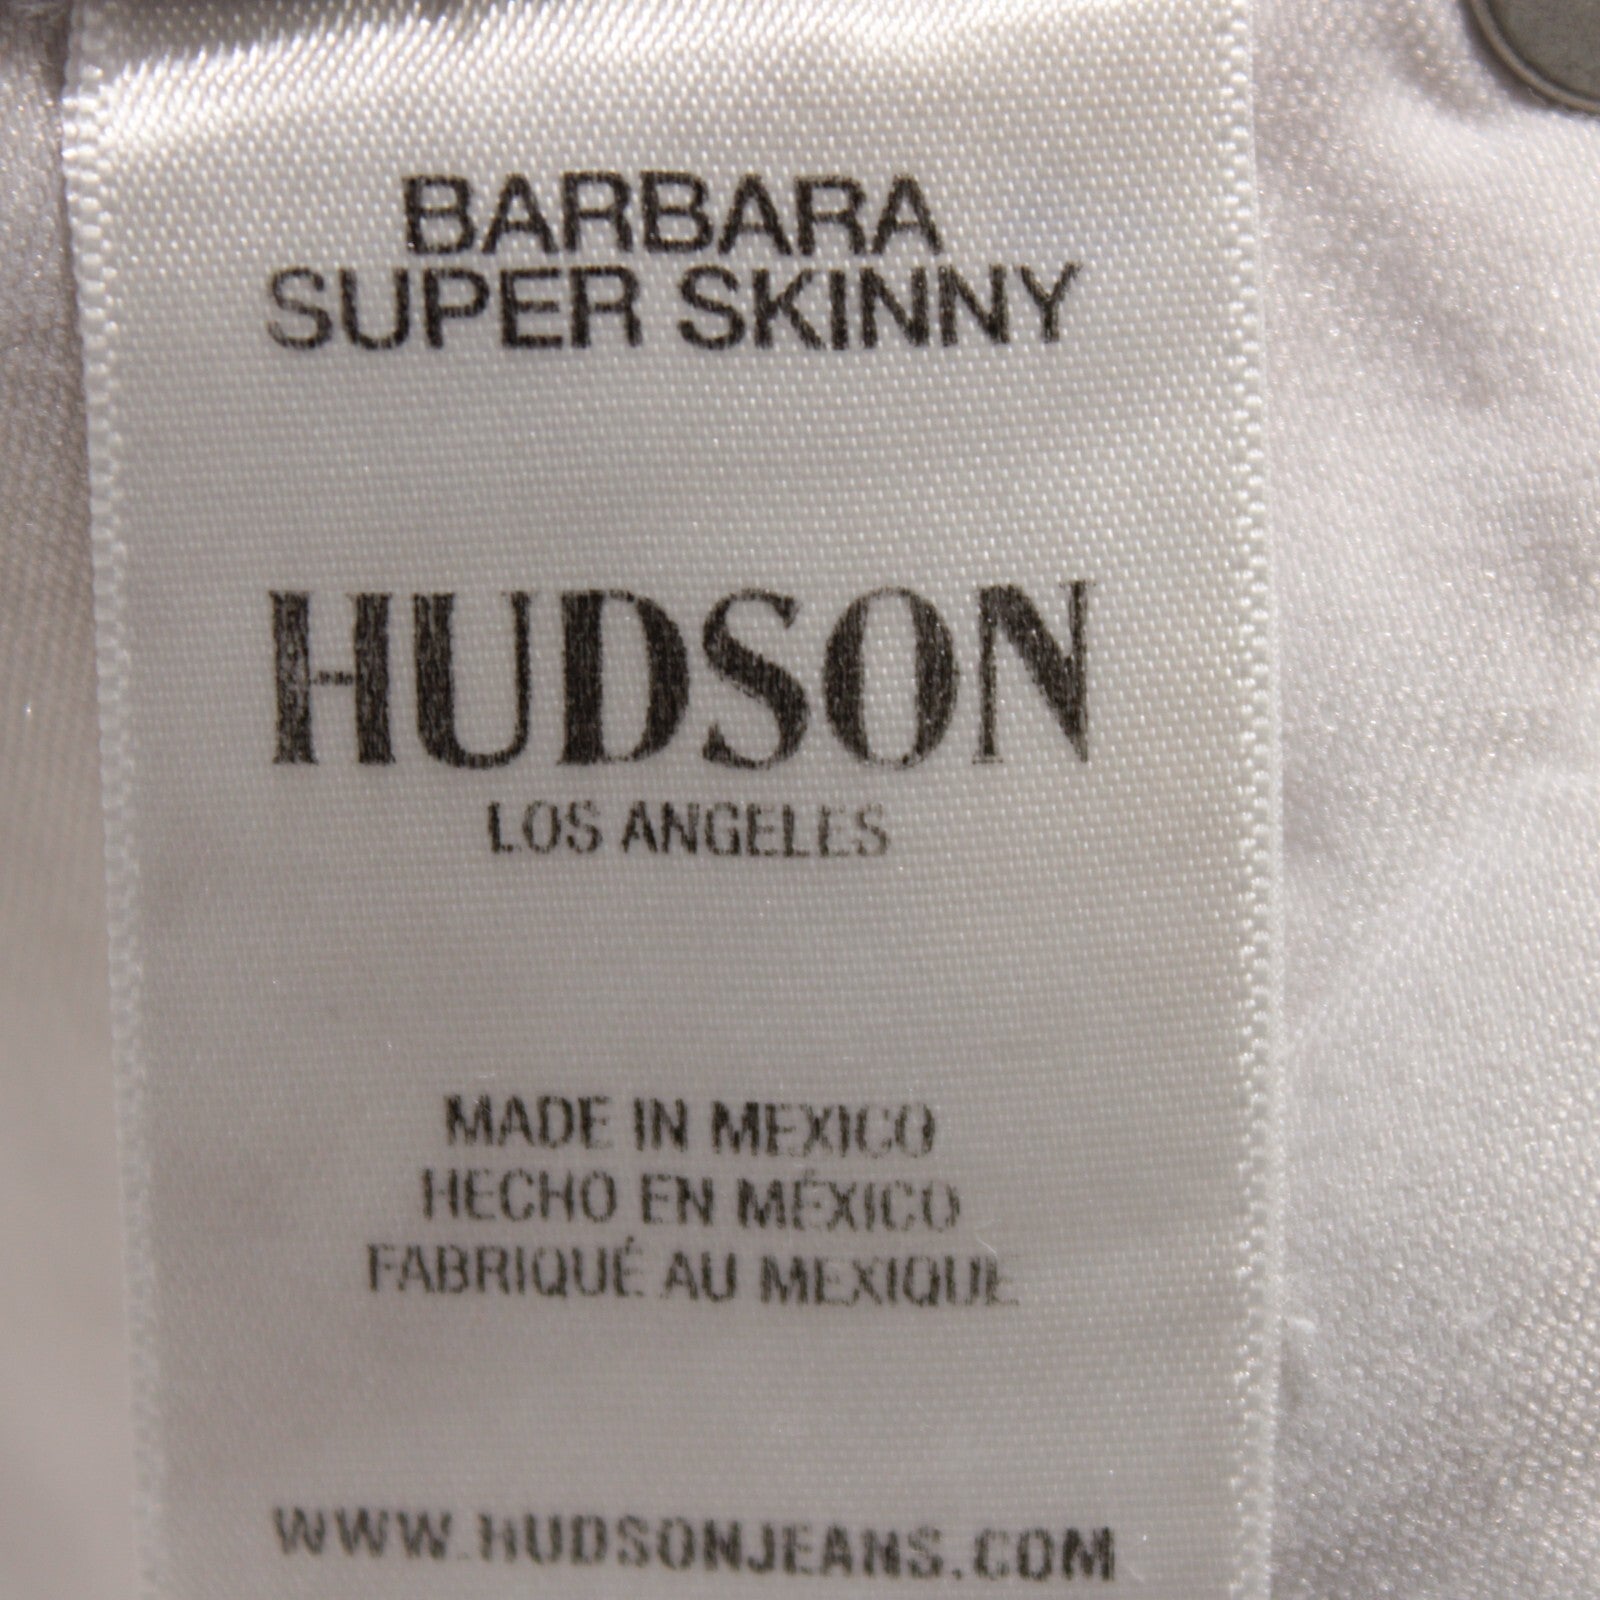 BARBARA
SUPER SKINNY
HUDSON
LOS ANGELES
MADE IN MEXICO
HECHO EN MÉXICO
FABRIQUÉ AU MEXIQUE
WWW.HUDSONJEANS.COM